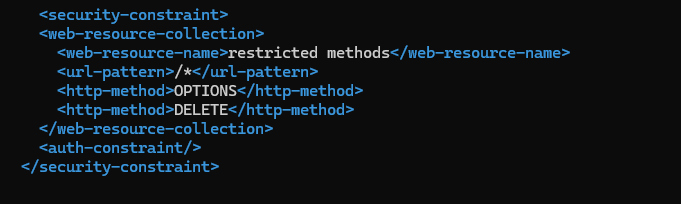 <security-constraint>
<web-resource-collection>
<web-resource-name>restricted methods</web-resource-name>
<url-pattern>/*</url-pattern>
<http-method>OPTIONS</http-method>
<http-method>DELETE</http-method>
</web-resource-collection>
<auth-constraint/>
</security-constraint>